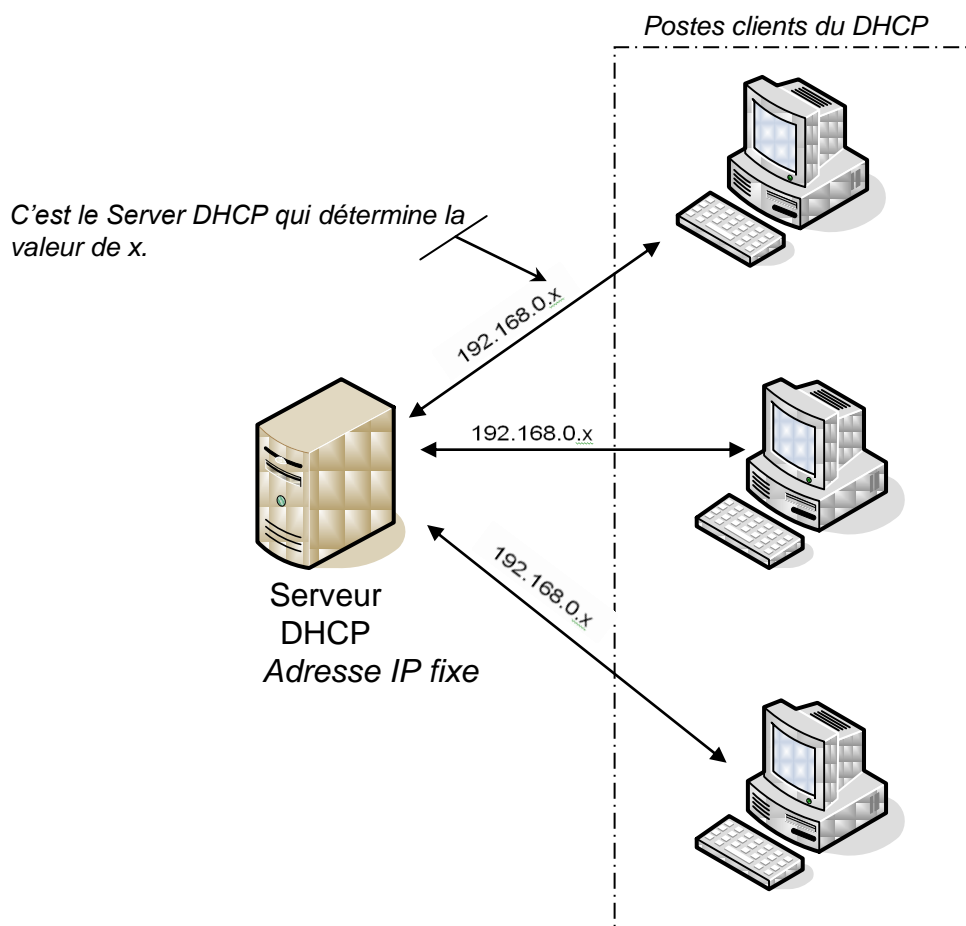 Postes clients du DHCP
C'est le Server DHCP qui détermine la
valeur de x.
192.168.0.x
192.168.0.x
192.168.0.x
Serveur
DHCP
Adresse IP fixe